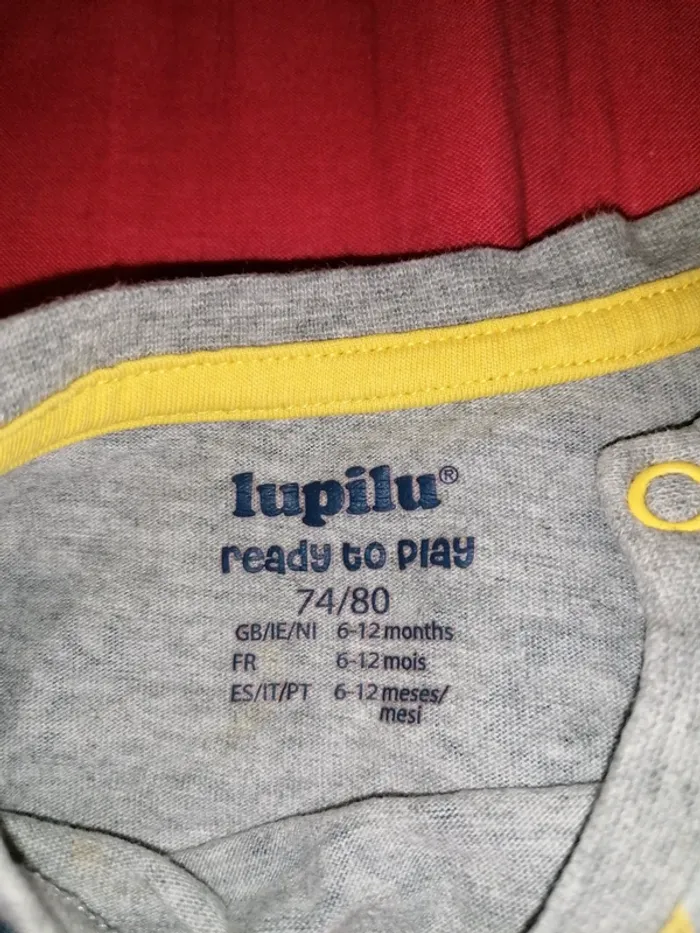 lupilu®
ready to play
74/80
GB/IE/NI 6-12 months
FR 6-12 mois
ES/IT/PT 6-12 meses/
mesi